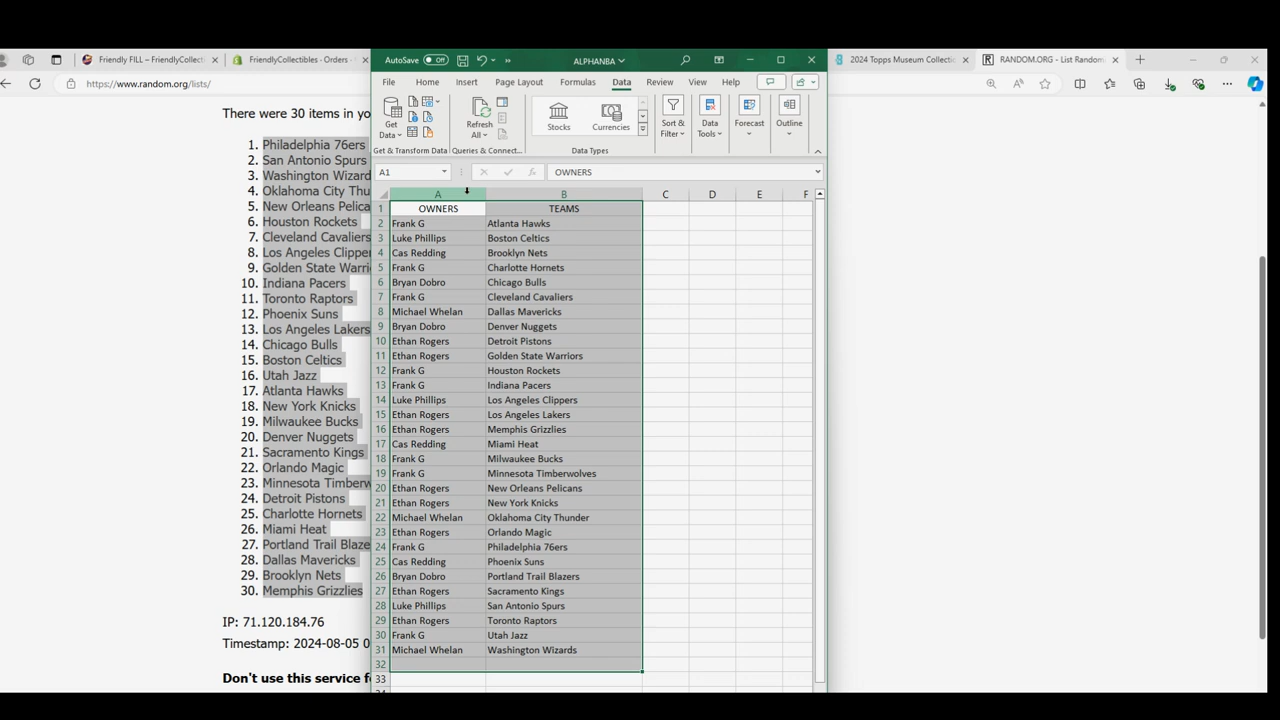 Friendly FILL – FriendlyCollecti
FriendlyCollectibles - Orders ·
AutoSave Off ALPHANBA
2024 Topps Museum Collectic
RANDOM.ORG - List Random
https://www.random.org/lists/
File Home Insert Page Layout Formulas Data Review View Help
Get Data
Refresh All
Stocks Currencies
Sort & Filter
Data Tools
Forecast
Outline
Get & Transform Data Queries & Connect... Data Types
A1 OWNERS
There were 30 items in yo
1. Philadelphia 76ers
2. San Antonio Spurs
3. Washington Wizard
4. Oklahoma City Thu
5. New Orleans Pelica
6. Houston Rockets
7. Cleveland Cavaliers
8. Los Angeles Clipper
9. Golden State Warri
10. Indiana Pacers
11. Toronto Raptors
12. Phoenix Suns
13. Los Angeles Lakers
14. Chicago Bulls
15. Boston Celtics
16. Utah Jazz
17. Atlanta Hawks
18. New York Knicks
19. Milwaukee Bucks
20. Denver Nuggets
21. Sacramento Kings
22. Orlando Magic
23. Minnesota Timberw
24. Detroit Pistons
25. Charlotte Hornets
26. Miami Heat
27. Portland Trail Blaze
28. Dallas Mavericks
29. Brooklyn Nets
30. Memphis Grizzlies
IP: 71.120.184.76
Timestamp: 2024-08-05 0
Don't use this service f
A B C D E F
1 OWNERS TEAMS
2 Frank G Atlanta Hawks
3 Luke Phillips Boston Celtics
4 Cas Redding Brooklyn Nets
5 Frank G Charlotte Hornets
6 Bryan Dobro Chicago Bulls
7 Frank G Cleveland Cavaliers
8 Michael Whelan Dallas Mavericks
9 Bryan Dobro Denver Nuggets
10 Ethan Rogers Detroit Pistons
11 Ethan Rogers Golden State Warriors
12 Frank G Houston Rockets
13 Frank G Indiana Pacers
14 Luke Phillips Los Angeles Clippers
15 Ethan Rogers Los Angeles Lakers
16 Ethan Rogers Memphis Grizzlies
17 Cas Redding Miami Heat
18 Frank G Milwaukee Bucks
19 Frank G Minnesota Timberwolves
20 Ethan Rogers New Orleans Pelicans
21 Ethan Rogers New York Knicks
22 Michael Whelan Oklahoma City Thunder
23 Ethan Rogers Orlando Magic
24 Frank G Philadelphia 76ers
25 Cas Redding Phoenix Suns
26 Bryan Dobro Portland Trail Blazers
27 Ethan Rogers Sacramento Kings
28 Luke Phillips San Antonio Spurs
29 Ethan Rogers Toronto Raptors
30 Frank G Utah Jazz
31 Michael Whelan Washington Wizards
32
33